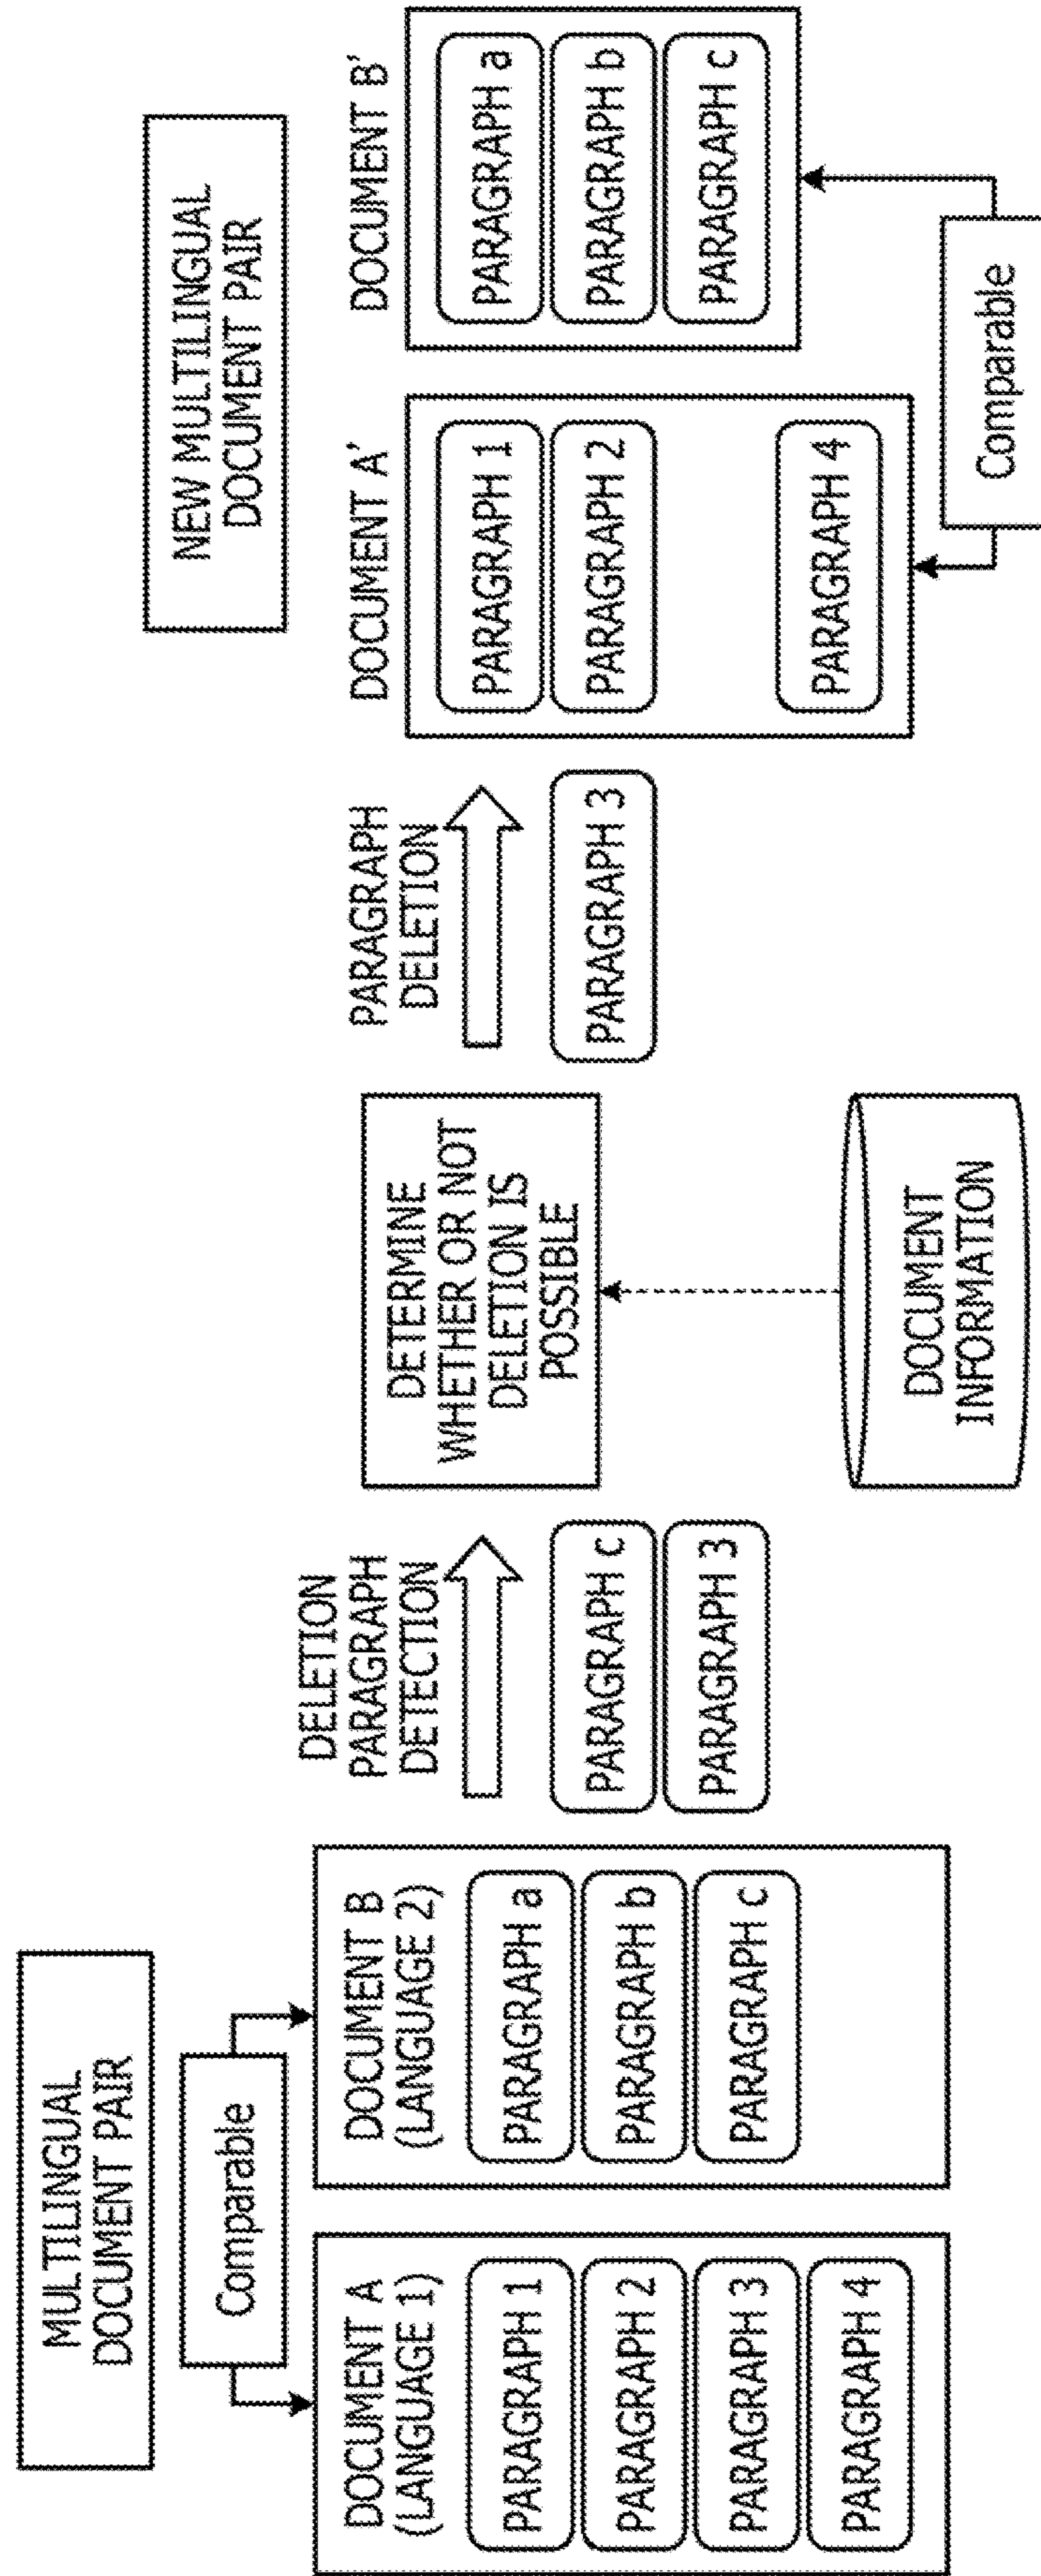 MULTILINGUAL
DOCUMENT PAIR
Comparable
DOCUMENT A
(LANGUAGE 1)
PARAGRAPH 1
PARAGRAPH 2
PARAGRAPH 3
PARAGRAPH 4
DOCUMENT B
(LANGUAGE 2)
PARAGRAPH a
PARAGRAPH b
PARAGRAPH c
DELETION
PARAGRAPH
DETECTION
PARAGRAPH c
PARAGRAPH 3
DETERMINE
WHETHER OR NOT
DELETION IS
POSSIBLE
DOCUMENT
INFORMATION
PARAGRAPH
DELETION
PARAGRAPH 3
NEW MULTILINGUAL
DOCUMENT PAIR
DOCUMENT A'
PARAGRAPH 1
PARAGRAPH 2
PARAGRAPH 4
DOCUMENT B'
PARAGRAPH a
PARAGRAPH b
PARAGRAPH c
Comparable